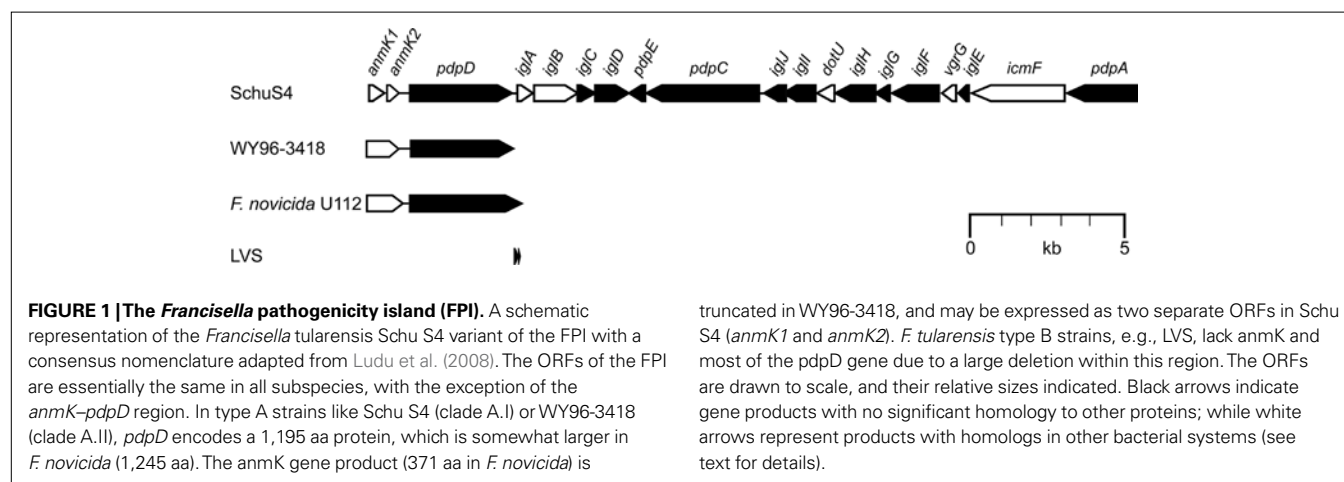 anmK1 anmK2 pdpD iglA iglB iglC iglD pdpE pdpC iglJ iglI dotU iglH iglG iglF vgrG iglE icmF pdpA
SchuS4
WY96-3418
F. novicida U112
LVS
0 kb 5
FIGURE 1 | The Francisella pathogenicity island (FPI). A schematic
representation of the Francisella tularensis Schu S4 variant of the FPI with a
consensus nomenclature adapted from Ludu et al. (2008). The ORFs of the FPI
are essentially the same in all subspecies, with the exception of the
anmK–pdpD region. In type A strains like Schu S4 (clade A.I) or WY96-3418
(clade A.II), pdpD encodes a 1,195 aa protein, which is somewhat larger in
F. novicida (1,245 aa). The anmK gene product (371 aa in F. novicida) is
truncated in WY96-3418, and may be expressed as two separate ORFs in Schu
S4 (anmK1 and anmK2). F. tularensis type B strains, e.g., LVS, lack anmK and
most of the pdpD gene due to a large deletion within this region. The ORFs
are drawn to scale, and their relative sizes indicated. Black arrows indicate
gene products with no significant homology to other proteins; while white
arrows represent products with homologs in other bacterial systems (see
text for details).